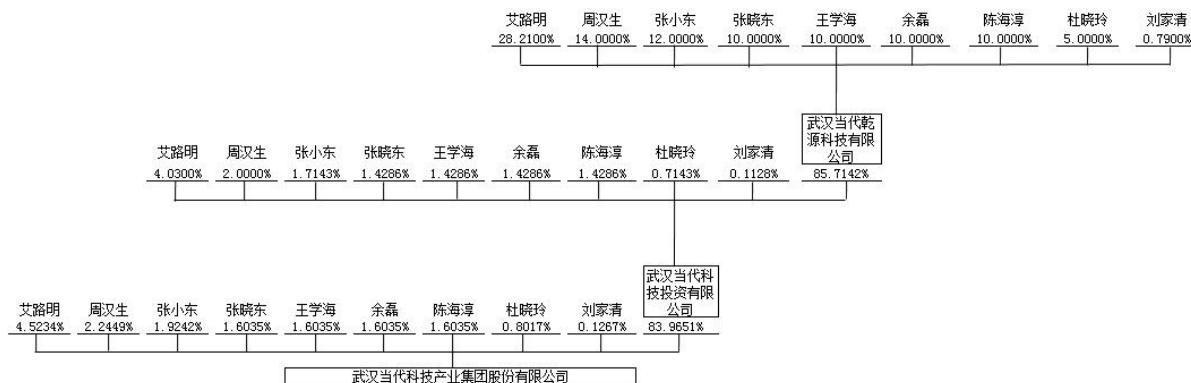 艾路明 周汉生 张小东 张晓东 王学海 余磊 陈海淳 杜晓玲 刘家清
28.2100% 14.0000% 12.0000% 10.0000% 10.0000% 10.0000% 10.0000% 5.0000% 0.7900%
武汉当代乾
源科技有限
公司
艾路明 周汉生 张小东 张晓东 王学海 余磊 陈海淳 杜晓玲 刘家清
4.0300% 2.0000% 1.7143% 1.4286% 1.4286% 1.4286% 1.4286% 0.7143% 0.1128% 85.7142%
武汉当代科
技投资有限
公司
艾路明 周汉生 张小东 张晓东 王学海 余磊 陈海淳 杜晓玲 刘家清
4.5234% 2.2449% 1.9242% 1.6035% 1.6035% 1.6035% 1.6035% 0.8017% 0.1267% 83.9651%
武汉当代科技产业集团股份有限公司